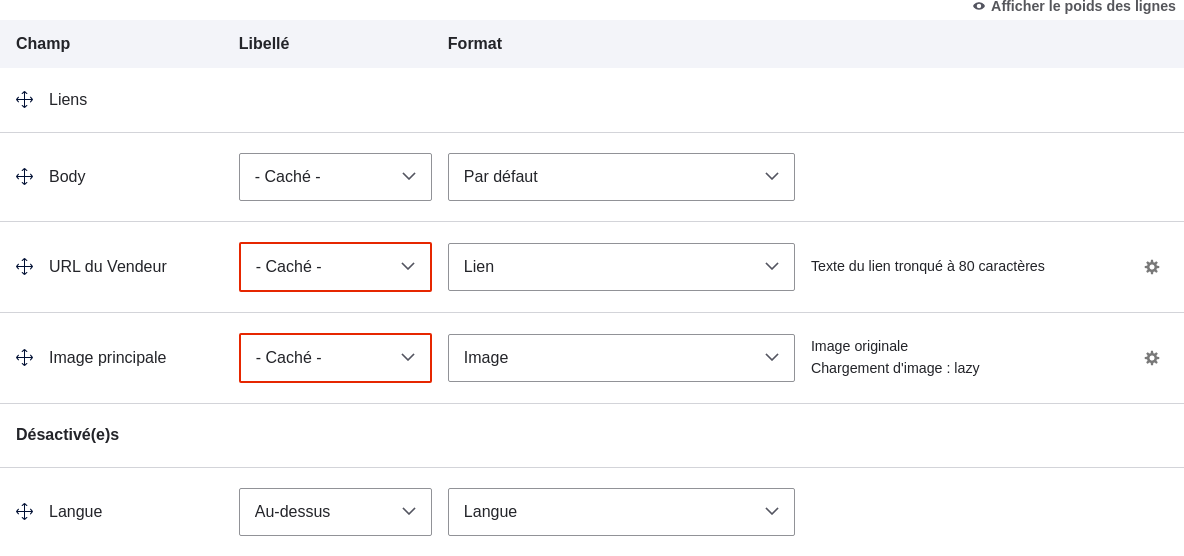 Afficher le poids des lignes
Champ Libellé Format
Liens
Body - Caché - Par défaut
URL du Vendeur - Caché - Lien Texte du lien tronqué à 80 caractères
Image principale - Caché - Image Image originale
Chargement d'image : lazy
Désactivé(e)s
Langue Au-dessus Langue